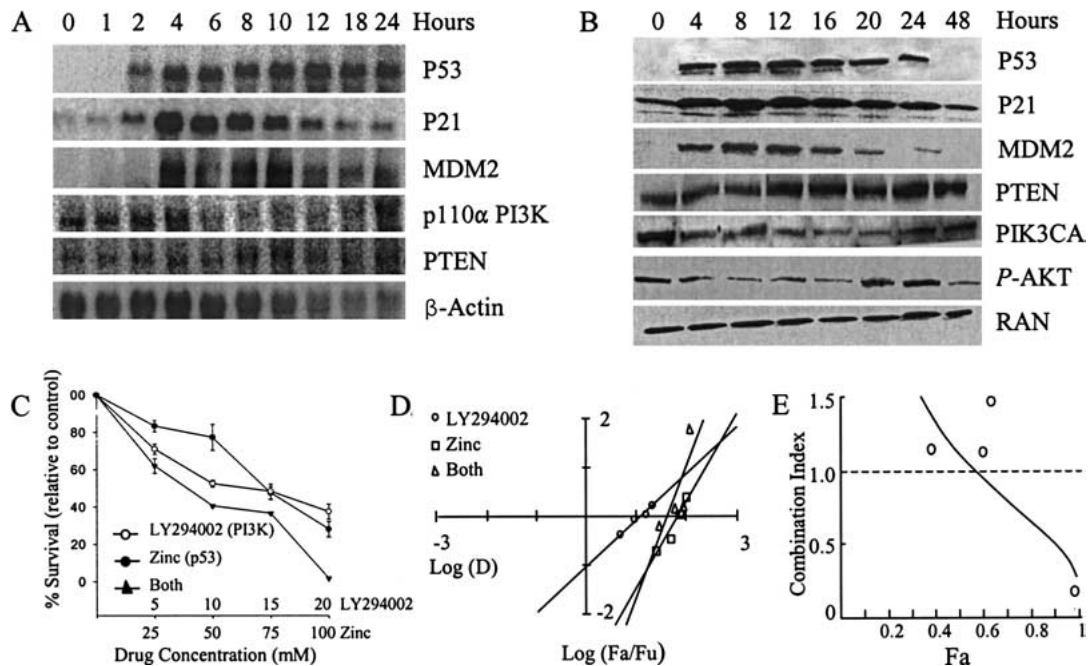 A 0 1 2 4 6 8 10 12 18 24 Hours
P53
P21
MDM2
p110α PI3K
PTEN
β-Actin
B 0 4 8 12 16 20 24 48 Hours
P53
P21
MDM2
PTEN
PIK3CA
P-AKT
RAN
C
% Survival (relative to control)
00
80
60
40
20
0
LY294002 (PI3K)
Zinc (p53)
Both
5 10 15 20 LY294002
25 50 75 100 Zinc
Drug Concentration (mM)
D.
LY294002
Zinc
Both
2
-3
3
Log (D)
-2
Log (Fa/Fu)
E
Combination Index
1.5
1.0
0.5
0
0.2 0.4 0.6 0.8 1
Fa